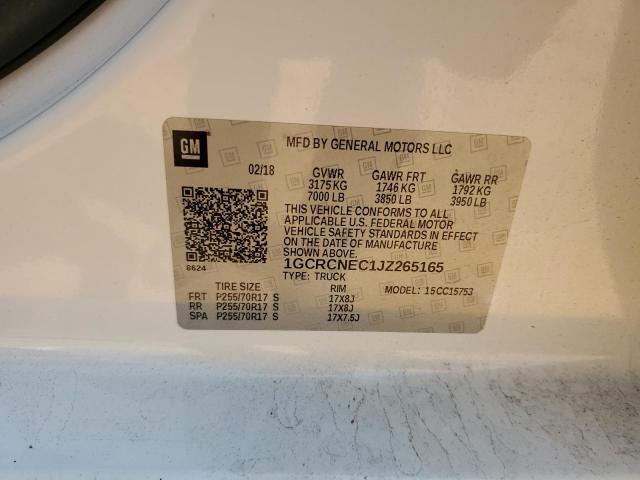 GM
MFD BY GENERAL MOTORS LLC
02/18 GVWR GAWR FRT GAWR RR
3175 KG 1746 KG 1792 KG
7000 LB 3850 LB 3950 LB
THIS VEHICLE CONFORMS TO ALL
APPLICABLE U.S. FEDERAL MOTOR
VEHICLE SAFETY STANDARDS IN
EFFECT ON THE DATE OF MANUFACTURE
SHOWN ABOVE.
8624
1GCRCNEC1JZ265165
TYPE: TRUCK
TIRE SIZE RIM MODEL: 15CC15753
FRT P255/70R17 S 17X8J
RR P255/70R17 S 17X8J
SPA P255/70R17 S 17X7.5J